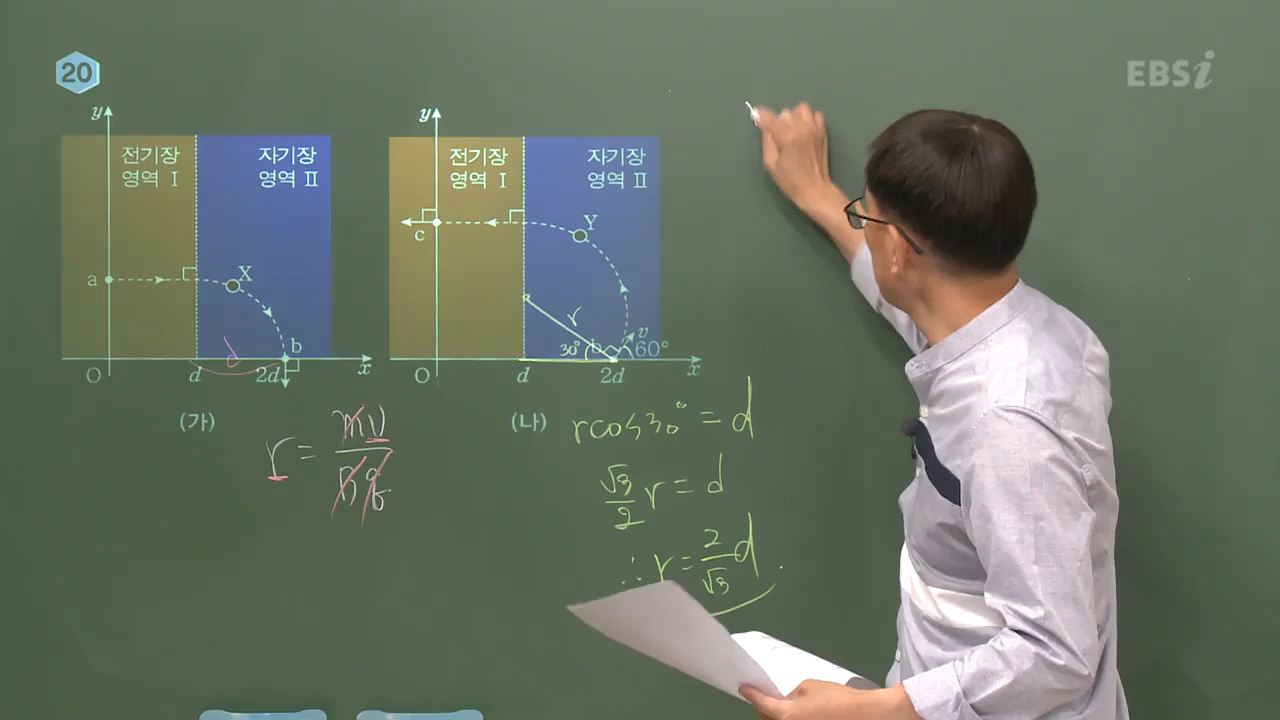 20
EBSi
y
전기장
영역 Ⅰ
자기장
영역 Ⅱ
a
X
b
d
O
d
2d
x
(가)
y
전기장
영역 Ⅰ
자기장
영역 Ⅱ
c
Y
r
30°
b
v
60°
O
d
2d
x
(나)
r = mv/Bq
rcos30° = d
√3/2 r = d
∴ r = 2/√3 d